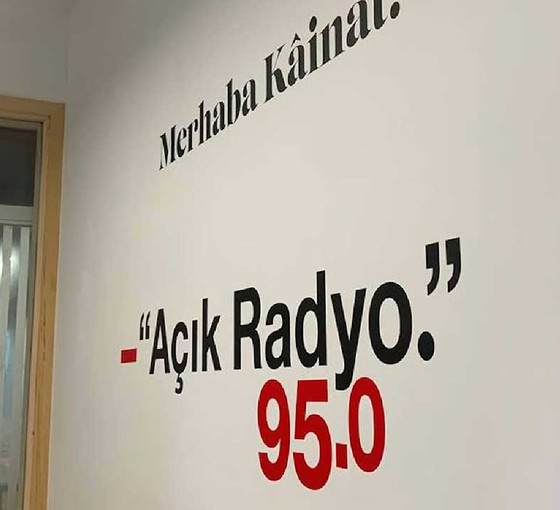 Merhaba Kâinat.
–“Açık Radyo.”
95.0